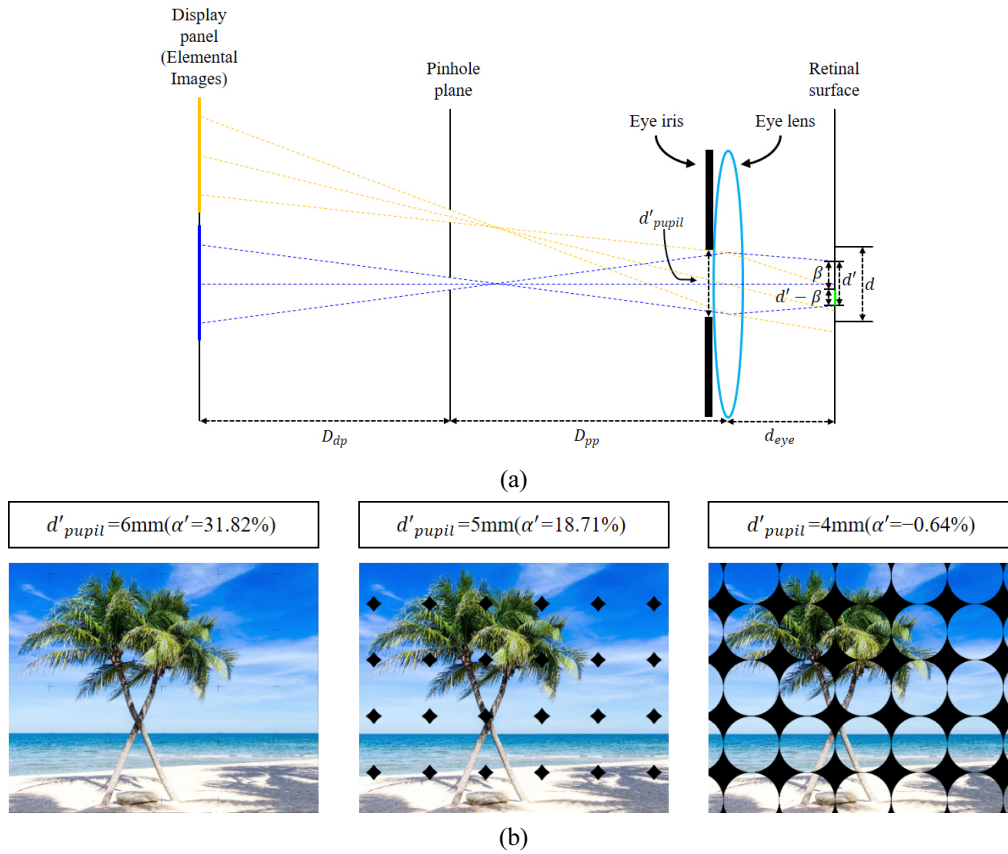 Display
panel
(Elemental
Images)
Pinhole
plane
Retinal
surface
Eye iris
Eye lens
d'pupil
β
d'
d
d' − β
Ddp
Dpp
deye
(a)
d'pupil=6mm(α'=31.82%)
d'pupil=5mm(α'=18.71%)
d'pupil=4mm(α'=−0.64%)
(b)